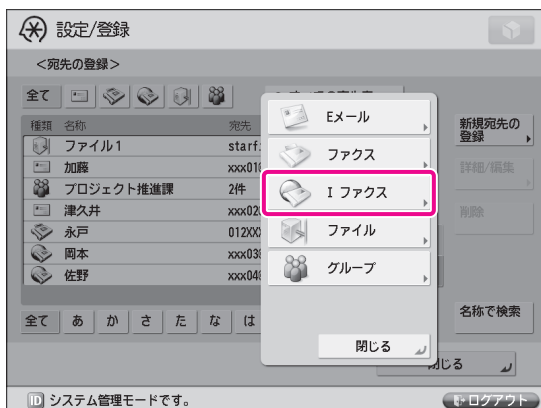 設定/登録
<宛先の登録>
全て
種類 名称 宛先
ファイル1 starf
加藤 xxx01@
プロジェクト推進課 2件
津久井 xxx02
永戸 012XXX
岡本 xxx03
佐野 xxx04
全て あ か さ た な は
Eメール
ファクス
I ファクス
ファイル
グループ
閉じる
新規宛先の
登録
詳細/編集
削除
名称で検索
閉じる
システム管理モードです。
ログアウト